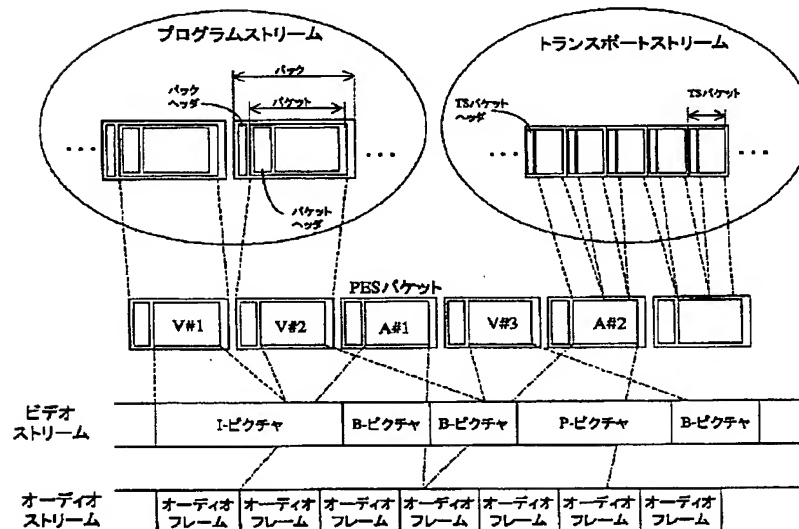 プログラムストリーム
トランスポートストリーム
パック
パック
ヘッダ
パケット
TSパケット
ヘッダ
TSパケット
・・・
・・・
・・・
・・・
パケット
ヘッダ
PESパケット
V#1
V#2
A#1
V#3
A#2
ビデオ
ストリーム
I-ピクチャ
B-ピクチャ
B-ピクチャ
P-ピクチャ
B-ピクチャ
オーディオ
ストリーム
オーディオ
フレーム
オーディオ
フレーム
オーディオ
フレーム
オーディオ
フレーム
オーディオ
フレーム
オーディオ
フレーム
オーディオ
フレーム